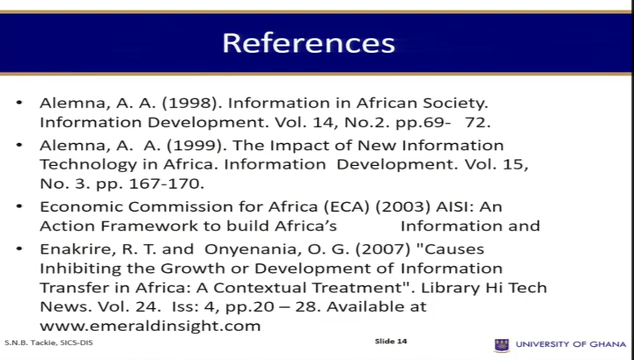 References
• Alemna, A. A. (1998). Information in African Society.
Information Development. Vol. 14, No.2. pp.69- 72.
• Alemna, A. A. (1999). The Impact of New Information
Technology in Africa. Information Development. Vol. 15,
No. 3. pp. 167-170.
• Economic Commission for Africa (ECA) (2003) AISI: An
Action Framework to build Africa's Information and
• Enakrire, R. T. and Onyenania, O. G. (2007) "Causes
Inhibiting the Growth or Development of Information
Transfer in Africa: A Contextual Treatment". Library Hi Tech
News. Vol. 24. Iss: 4, pp.20 – 28. Available at
www.emeraldinsight.com
S.N.B. Tackie, SICS-DIS
Slide 14
UNIVERSITY OF GHANA